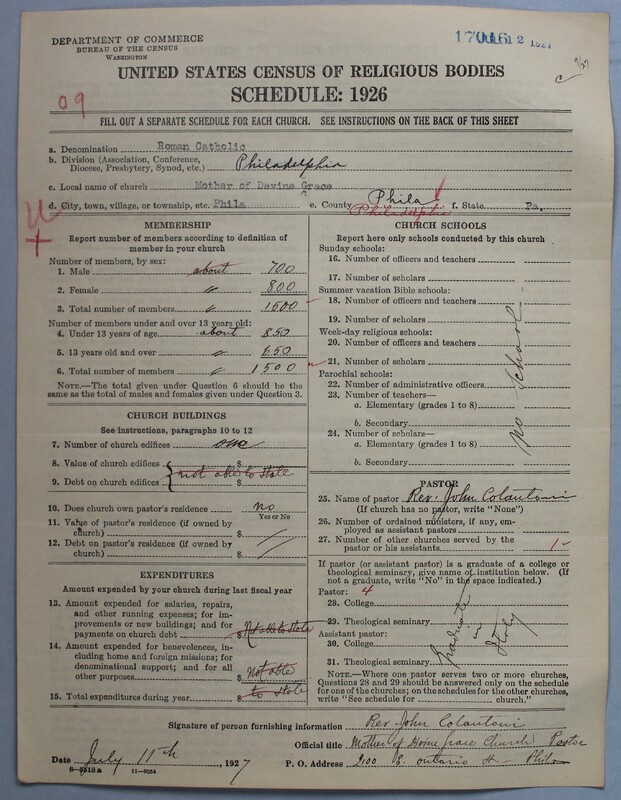 DEPARTMENT OF COMMERCE
BUREAU OF THE CENSUS
WASHINGTON
UNITED STATES CENSUS OF RELIGIOUS BODIES
SCHEDULE: 1926
09
FILL OUT A SEPARATE SCHEDULE FOR EACH CHURCH. SEE INSTRUCTIONS ON THE BACK OF THIS SHEET
a. Denomination Roman Catholic
b. Division (Association, Conference, Diocese, Presbytery, Synod, etc.) Philadelphia
c. Local name of church Mother of Devine Grace
d. City, town, village, or township, etc. Phila e. County Phila f. State Pa.
Philadelphia
MEMBERSHIP
Report number of members according to definition of
member in your church
Number of members, by sex:
1. Male about 700
2. Female " 800
3. Total number of members " 1500
Number of members under and over 13 years old:
4. Under 13 years of age about 850
5. 13 years old and over " 650
6. Total number of members " 1500
NOTE.—The total given under Question 6 should be
the same as the total of males and females given under Question 3.
CHURCH BUILDINGS
See instructions, paragraphs 10 to 12
7. Number of church edifices one
8. Value of church edifices $
not able to state
9. Debt on church edifices $
10. Does church own pastor's residence? no
Yes or No
11. Value of pastor's residence (if owned by
church) $
12. Debt on pastor's residence (if owned by
church) $
EXPENDITURES
Amount expended by your church during last fiscal year
13. Amount expended for salaries, repairs,
and other running expenses; for im-
provements or new buildings; and for
payments on church debt $ Not able to state
14. Amount expended for benevolences,
including home and foreign missions; for
denominational support; and for all
other purposes Not able
15. Total expenditures during year to state
CHURCH SCHOOLS
Report here only schools conducted by this church
Sunday schools:
16. Number of officers and teachers
17. Number of scholars
Summer vacation Bible schools:
18. Number of officers and teachers
19. Number of scholars
Week-day religious schools:
20. Number of officers and teachers
21. Number of scholars
Parochial schools:
22. Number of administrative officers
23. Number of teachers—
a. Elementary (grades 1 to 8)
b. Secondary
24. Number of scholars—
a. Elementary (grades 1 to 8)
b. Secondary
no school
PASTOR
25. Name of pastor Rev. John Colantoni
(If church has no pastor, write "None")
26. Number of ordained ministers, if any, em-
ployed as assistant pastors
27. Number of other churches served by the
pastor or his assistants 1
If pastor (or assistant pastor) is a graduate of a college or
theological seminary, give name of institution below. (If
not a graduate, write "No" in the space indicated.)
Pastor: 4
28. College
29. Theological seminary
Assistant pastor:
30. College
31. Theological seminary
graduate
in
Italy
NOTE.—Where one pastor serves two or more churches,
Questions 28 and 29 should be answered only on the schedule
for one of the churches; on the schedules for the other churches,
write "See schedule for church."
Signature of person furnishing information Rev. John Colantoni
Official title Mother of Divine Grace Church Pastor
Date July 11th, 1927 P. O. Address 200 E. Ontario St - Phila
8—5518a 11—9054